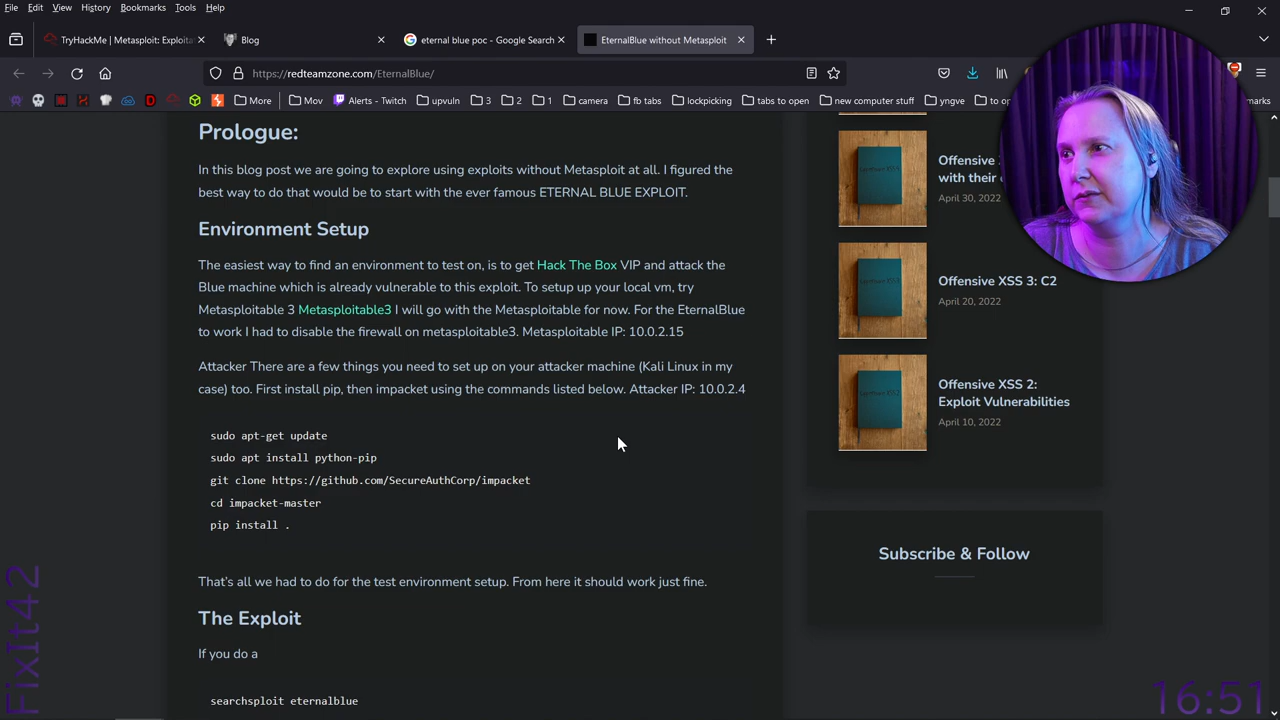 File Edit View History Bookmarks Tools Help
TryHackMe | Metasploit: Exploita
Blog
eternal blue poc - Google Search
EternalBlue without Metasploit
https://redteamzone.com/EternalBlue/
More
Mov
Alerts - Twitch
upvuln
3
2
1
camera
fb tabs
lockpicking
tabs to open
new computer stuff
yngve
to op
Prologue:
In this blog post we are going to explore using exploits without Metasploit at all. I figured the
best way to do that would be to start with the ever famous ETERNAL BLUE EXPLOIT.
Environment Setup
The easiest way to find an environment to test on, is to get Hack The Box VIP and attack the
Blue machine which is already vulnerable to this exploit. To setup up your local vm, try
Metasploitable 3 Metasploitable3 I will go with the Metasploitable for now. For the EternalBlue
to work I had to disable the firewall on metasploitable3. Metasploitable IP: 10.0.2.15
Attacker There are a few things you need to set up on your attacker machine (Kali Linux in my
case) too. First install pip, then impacket using the commands listed below. Attacker IP: 10.0.2.4
sudo apt-get update
sudo apt install python-pip
git clone https://github.com/SecureAuthCorp/impacket
cd impacket-master
pip install .
That's all we had to do for the test environment setup. From here it should work just fine.
The Exploit
If you do a
searchsploit eternalblue
Offensive
with their
April 30, 2022
Offensive XSS 3: C2
April 20, 2022
Offensive XSS 2:
Exploit Vulnerabilities
April 10, 2022
Subscribe & Follow
FixIt42
16:51